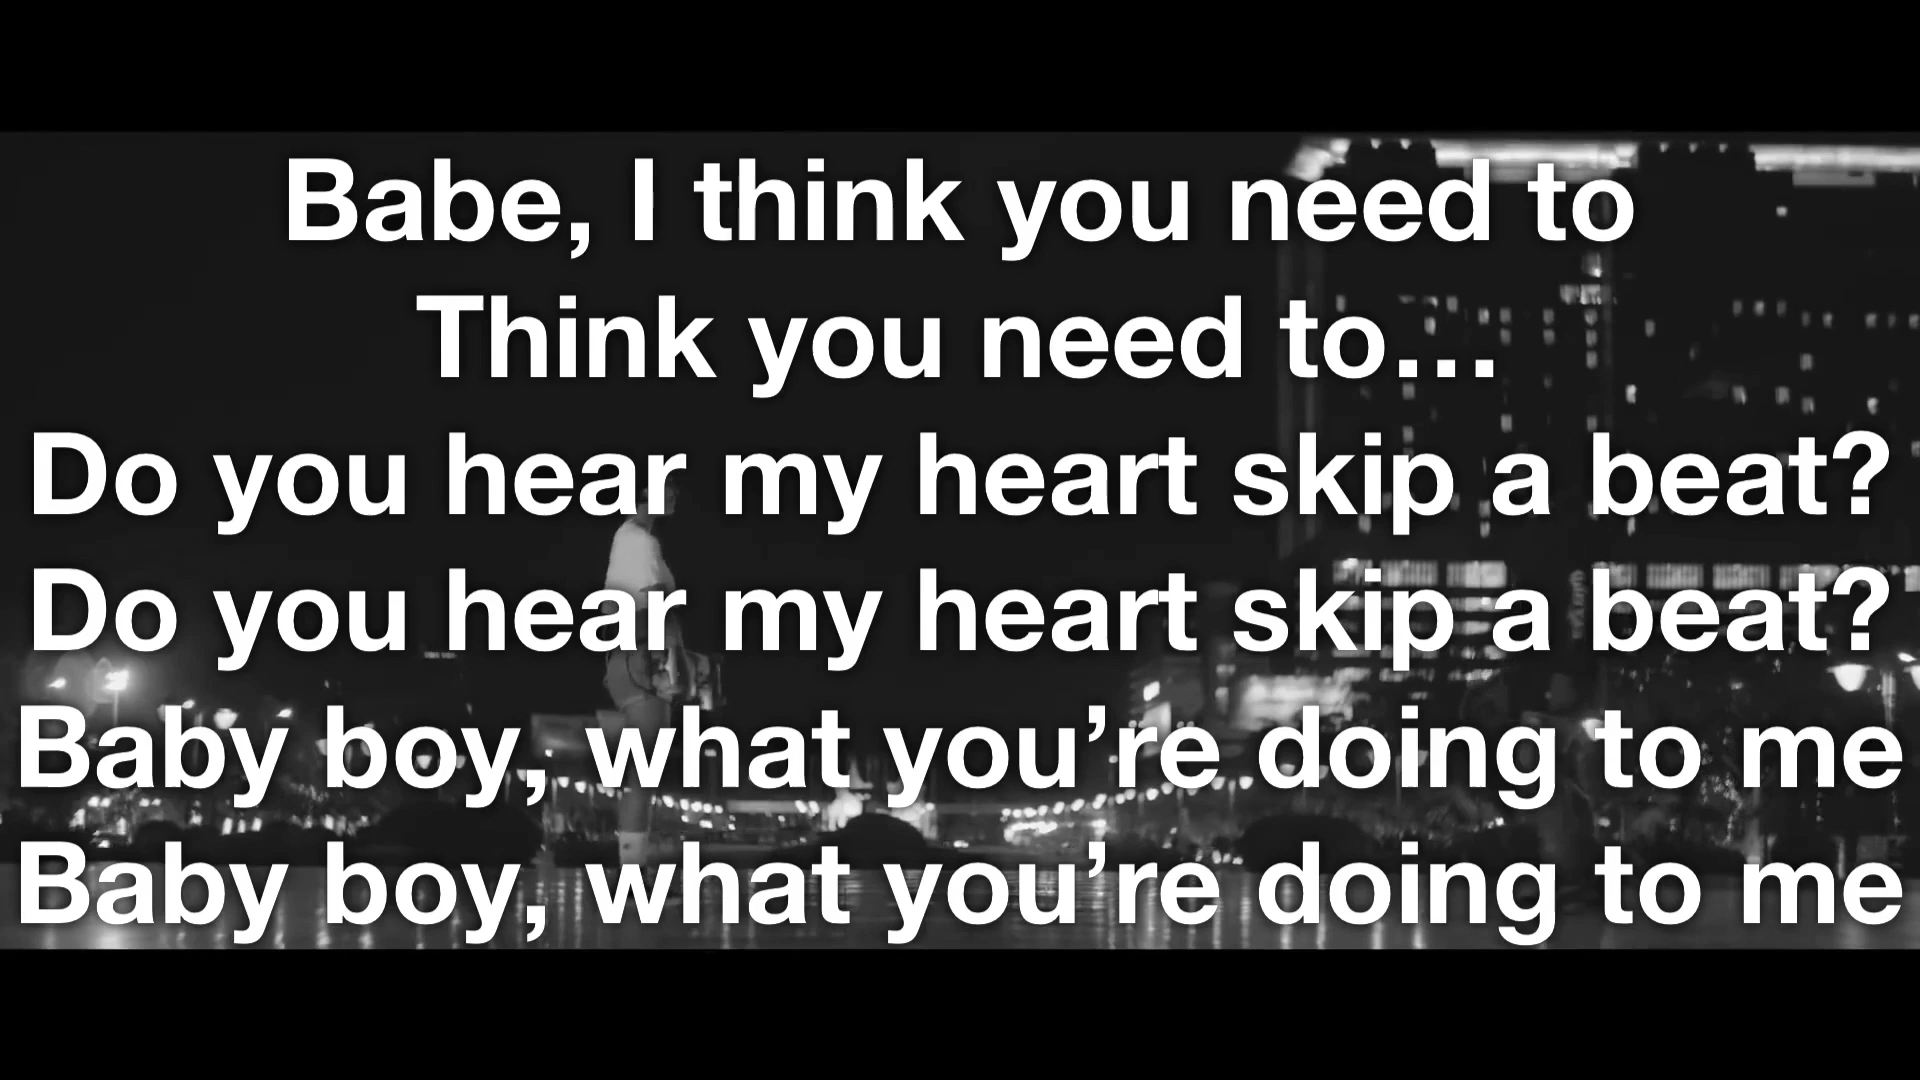 Babe, I think you need to
Think you need to…
Do you hear my heart skip a beat?
Do you hear my heart skip a beat?
Baby boy, what you’re doing to me
Baby boy, what you’re doing to me